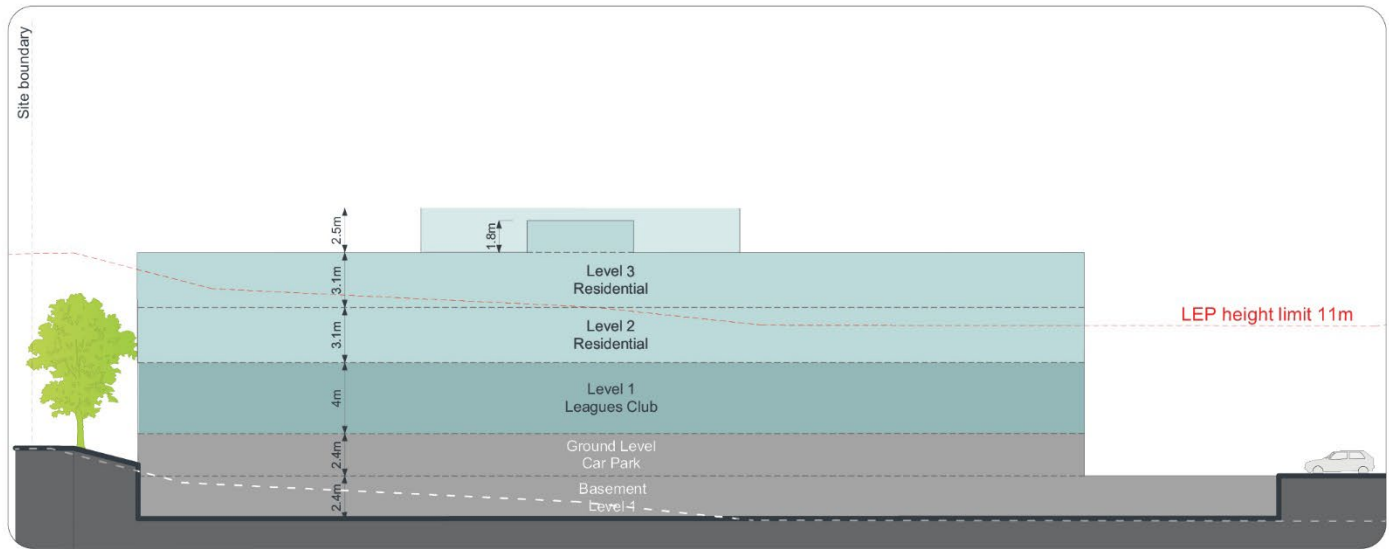 Site boundary
2.5m
1.8m
3.1m
Level 3
Residential
LEP height limit 11m
3.1m
Level 2
Residential
4m
Level 1
Leagues Club
2.4m
Ground Level
Car Park
2.4m
Basement
Level 1